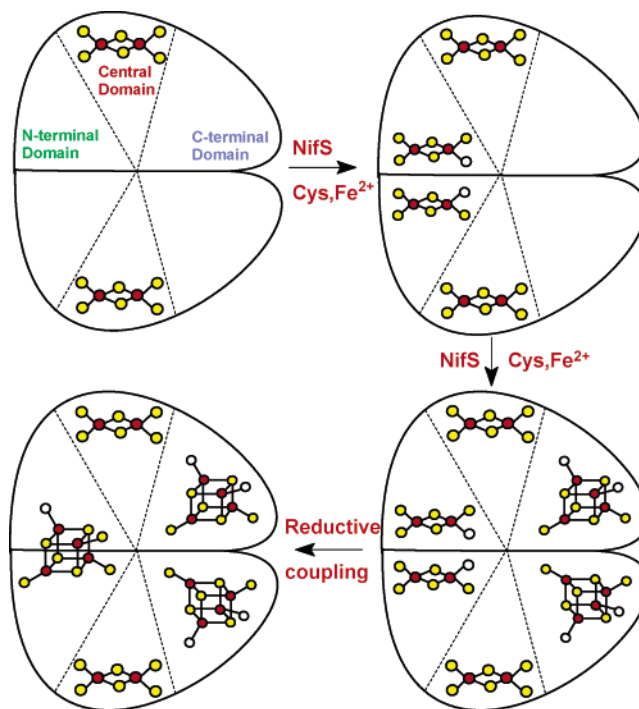 Central
Domain
N-terminal
Domain
C-terminal
Domain
NifS
Cys,Fe²⁺
NifS Cys,Fe²⁺
Reductive
coupling